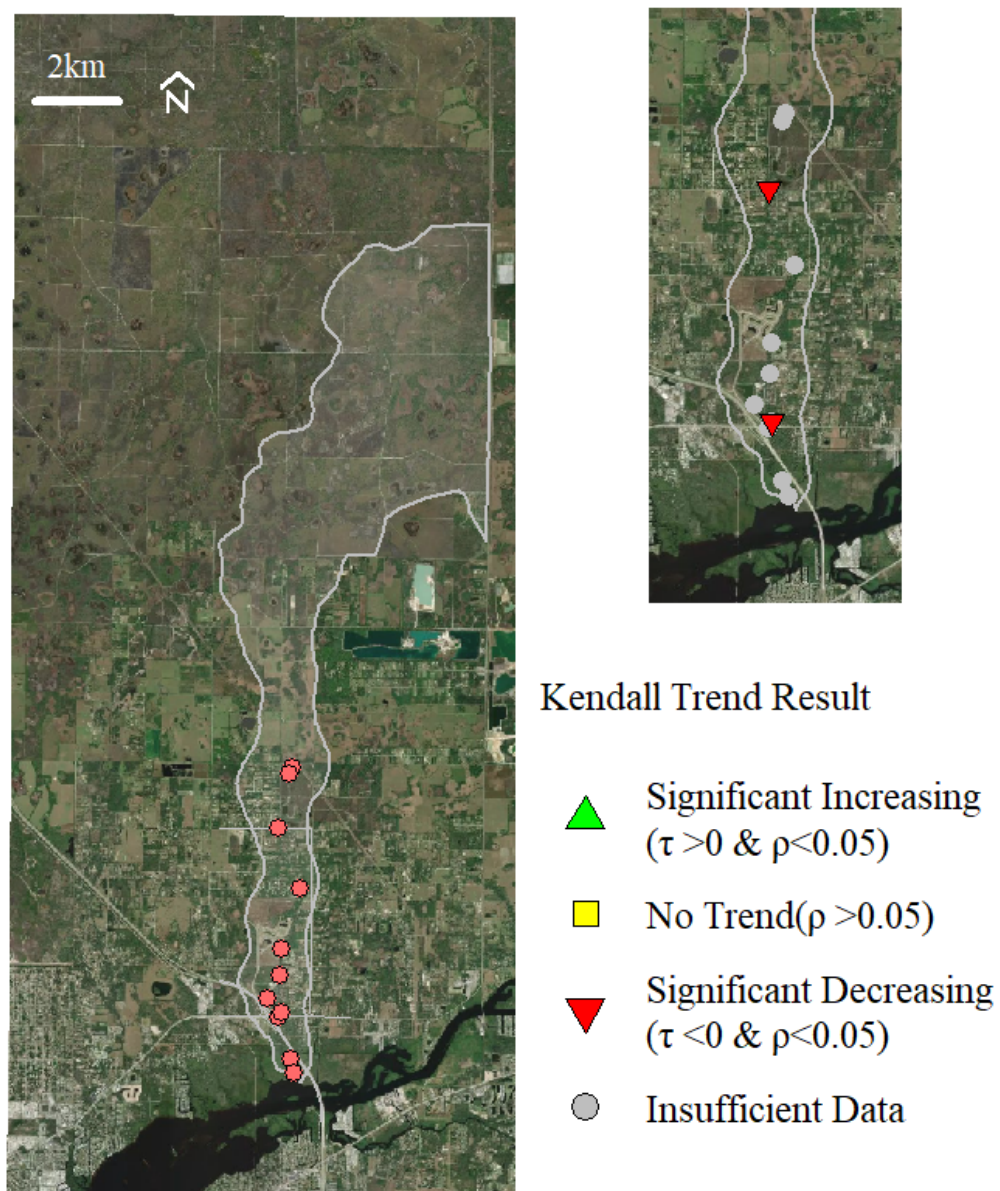 2km
N
Kendall Trend Result
Significant Increasing
(τ >0 & ρ<0.05)
No Trend(ρ >0.05)
Significant Decreasing
(τ <0 & ρ<0.05)
Insufficient Data